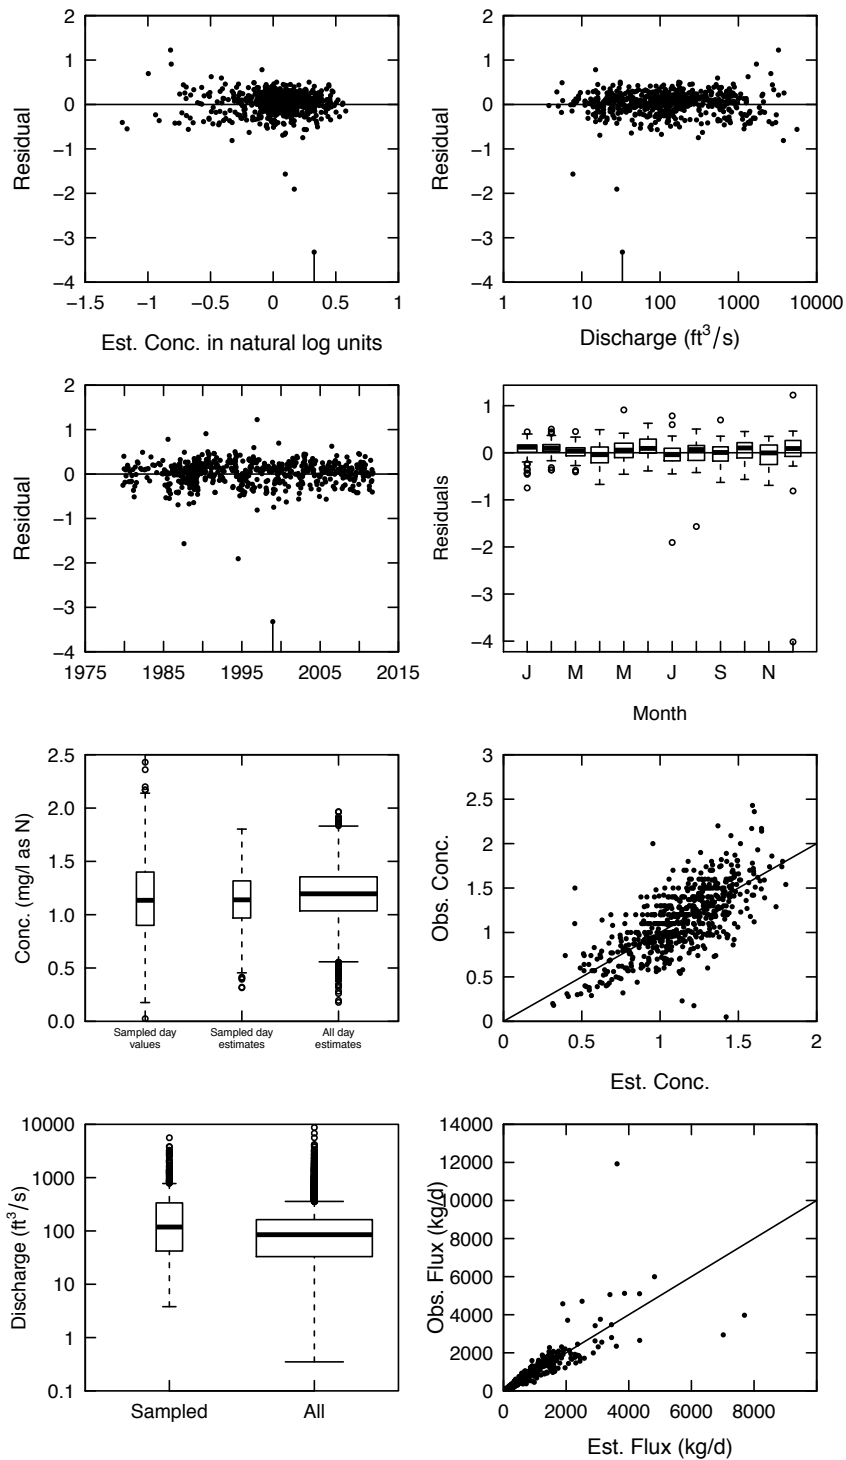 2
1
0
−1
−2
−3
−4
Residual
−1.5 −1 −0.5 0 0.5 1
Est. Conc. in natural log units
2
1
0
−1
−2
−3
−4
Residual
1 10 100 1000 10000
Discharge (ft3/s)
2
1
0
−1
−2
−3
−4
Residual
1975 1985 1995 2005 2015
1
0
−1
−2
−3
−4
Residuals
J M M J S N
Month
2.5
2.0
1.5
1.0
0.5
0.0
Conc. (mg/l as N)
Sampled day values
Sampled day estimates
All day estimates
3
2.5
2
1.5
1
0.5
0
Obs. Conc.
0 0.5 1 1.5 2
Est. Conc.
10000
1000
100
10
1
0.1
Discharge (ft3/s)
Sampled All
14000
12000
10000
8000
6000
4000
2000
0
Obs. Flux (kg/d)
0 2000 4000 6000 8000
Est. Flux (kg/d)